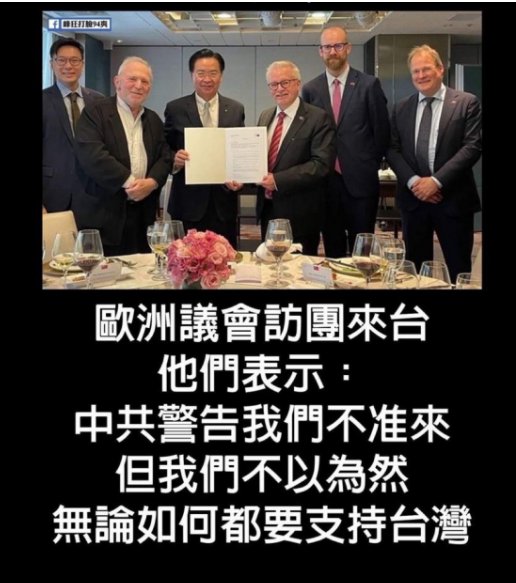 f 瘋狂打臉94爽
歐洲議會訪團來台
他們表示：
中共警告我們不准來
但我們不以為然
無論如何都要支持台灣